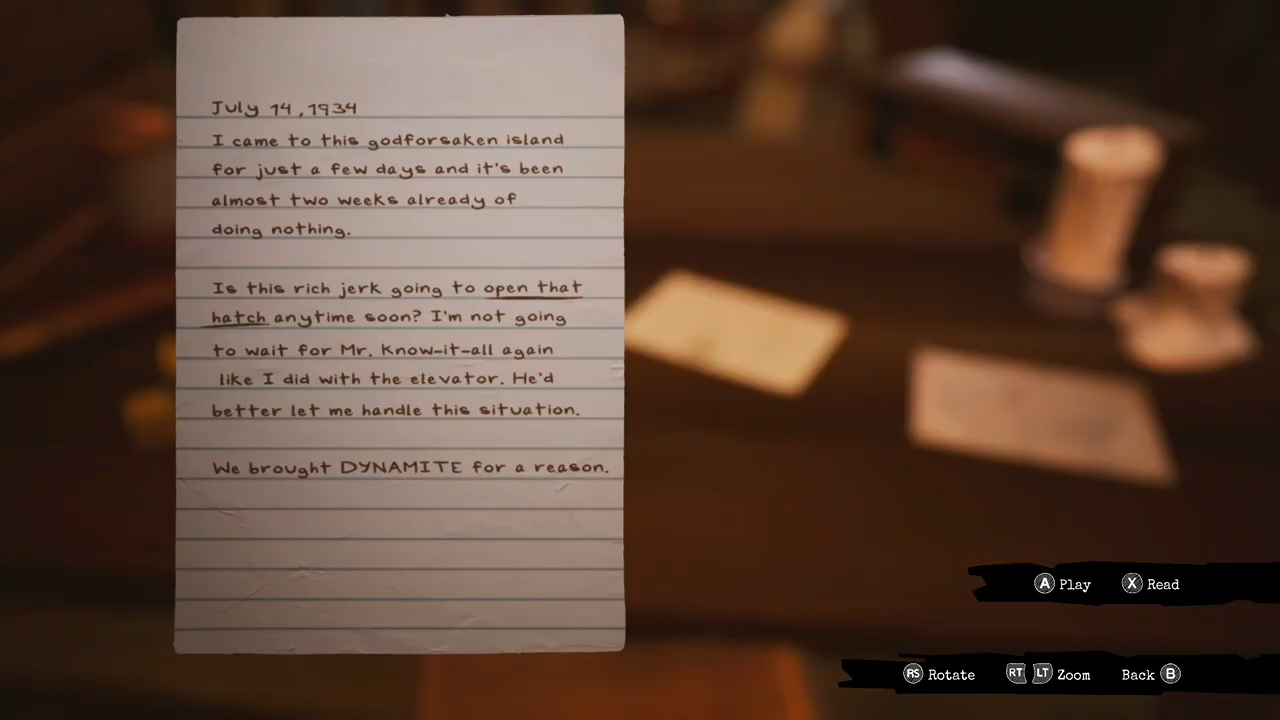 July 14,1934
I came to this godforsaken island
for just a few days and it's been
almost two weeks already of
doing nothing.
Is this rich jerk going to open that
hatch anytime soon? I'm not going
to wait for Mr. Know-it-all again
like I did with the elevator. He'd
better let me handle this situation.
We brought DYNAMITE for a reason.
A Play X Read
RS Rotate RT LT Zoom Back B